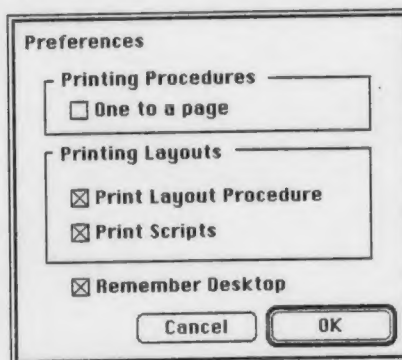 Preferences
Printing Procedures
One to a page
Printing Layouts
Print Layout Procedure
Print Scripts
Remember Desktop
Cancel OK